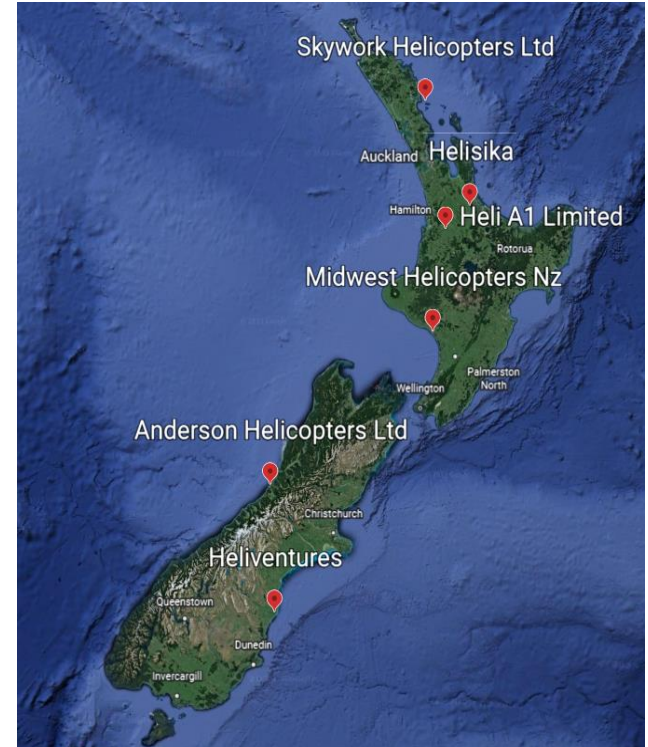 Skywork Helicopters Ltd
Auckland
Helisika
Hamilton
Heli A1 Limited
Rotorua
Midwest Helicopters Nz
Palmerston
North
Wellington
Anderson Helicopters Ltd
Christchurch
Heliventures
Queenstown
Dunedin
Invercargill